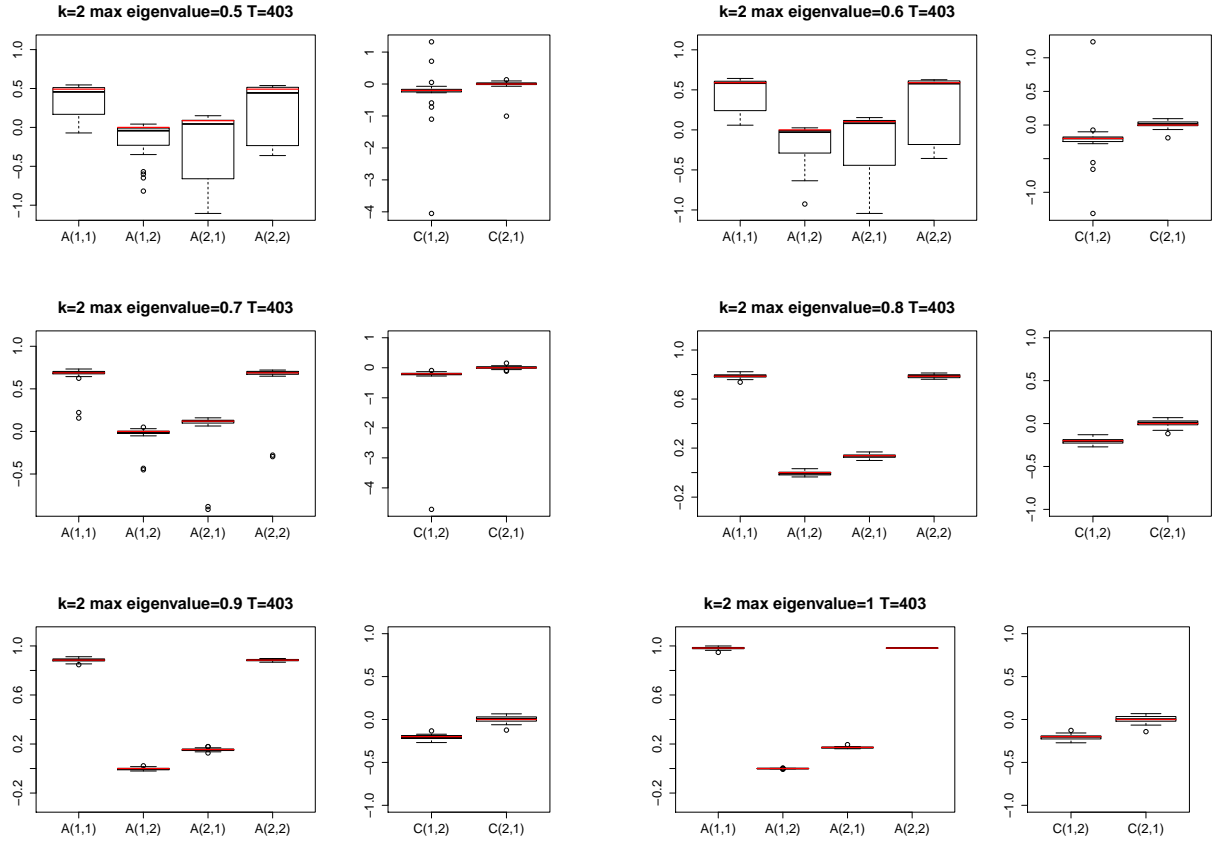 k=2 max eigenvalue=0.5 T=403
1.0
0.5
0.0
−1.0
A(1,1) A(1,2) A(2,1) A(2,2)
1
0
−1
−2
−4
C(1,2) C(2,1)
k=2 max eigenvalue=0.6 T=403
1.0
0.5
0.0
−0.5
−1.0
A(1,1) A(1,2) A(2,1) A(2,2)
1.0
0.0
−1.0
C(1,2) C(2,1)
k=2 max eigenvalue=0.7 T=403
1.0
0.0
−0.5
A(1,1) A(1,2) A(2,1) A(2,2)
1
0
−1
−2
−4
C(1,2) C(2,1)
k=2 max eigenvalue=0.8 T=403
1.0
0.6
0.2
−0.2
A(1,1) A(1,2) A(2,1) A(2,2)
1.0
0.5
0.0
−1.0
C(1,2) C(2,1)
k=2 max eigenvalue=0.9 T=403
1.0
0.6
0.2
−0.2
A(1,1) A(1,2) A(2,1) A(2,2)
1.0
0.5
0.0
−0.5
−1.0
C(1,2) C(2,1)
k=2 max eigenvalue=1 T=403
1.0
0.6
0.2
−0.2
A(1,1) A(1,2) A(2,1) A(2,2)
1.0
0.5
0.0
−0.5
−1.0
C(1,2) C(2,1)